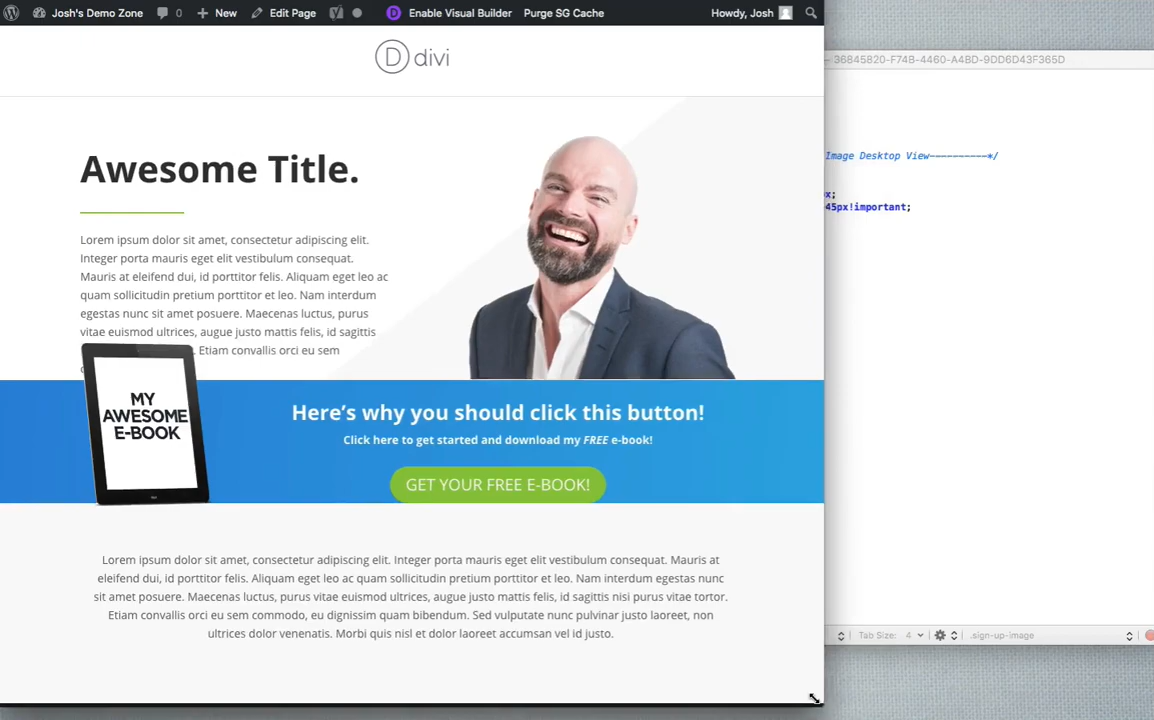 Josh's Demo Zone 0 New Edit Page Enable Visual Builder Purge SG Cache Howdy, Josh
D divi
36845820-F74B-4460-A4BD-9DD6D43F365D
Image Desktop View----------*/
x;
45px!important;
Awesome Title.
Lorem ipsum dolor sit amet, consectetur adipiscing elit.
Integer porta mauris eget elit vestibulum consequat.
Mauris at eleifend dui, id porttitor felis. Aliquam eget leo ac
quam sollicitudin pretium porttitor et leo. Nam interdum
egestas nunc sit amet posuere. Maecenas luctus, purus
vitae euismod ultrices, augue justo mattis felis, id sagittis
Etiam convallis orci eu sem
MY
AWESOME
E-BOOK
Here's why you should click this button!
Click here to get started and download my FREE e-book!
GET YOUR FREE E-BOOK!
Lorem ipsum dolor sit amet, consectetur adipiscing elit. Integer porta mauris eget elit vestibulum consequat. Mauris at
eleifend dui, id porttitor felis. Aliquam eget leo ac quam sollicitudin pretium porttitor et leo. Nam interdum egestas nunc
sit amet posuere. Maecenas luctus, purus vitae euismod ultrices, augue justo mattis felis, id sagittis nisi purus vitae tortor.
Etiam convallis orci eu sem commodo, eu dignissim quam bibendum. Sed vulputate nunc pulvinar justo laoreet, non
ultrices dolor venenatis. Morbi quis nisl et dolor laoreet accumsan vel id justo.
Tab Size: 4 .sign-up-image